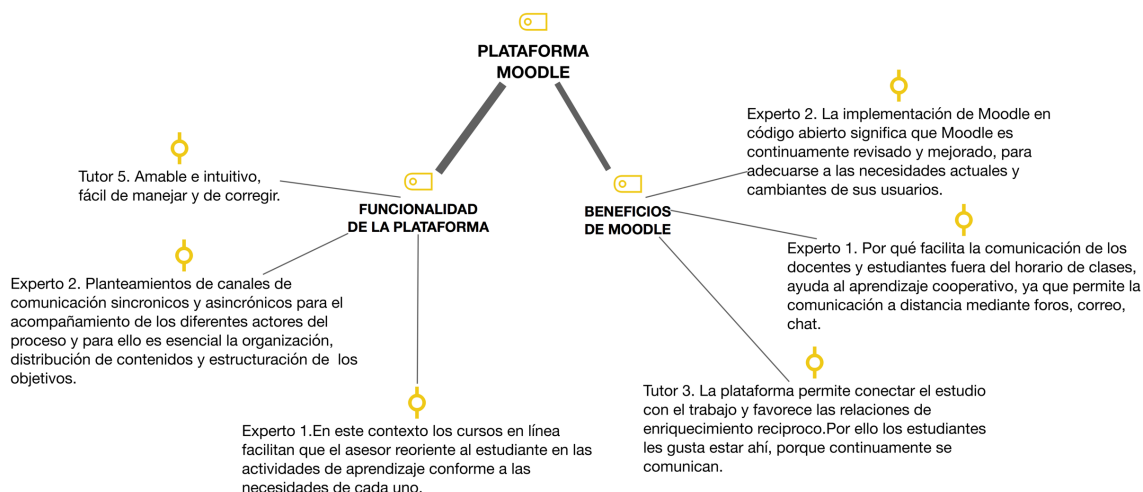 PLATAFORMA
MOODLE
Tutor 5. Amable e intuitivo,
fácil de manejar y de corregir.
FUNCIONALIDAD
DE LA PLATAFORMA
Experto 2. Planteamientos de canales de
comunicación sincronicos y asincrónicos para el
acompañamiento de los diferentes actores del
proceso y para ello es esencial la organización,
distribución de contenidos y estructuración de los
objetivos.
Experto 1.En este contexto los cursos en línea
facilitan que el asesor reoriente al estudiante en las
actividades de aprendizaje conforme a las
necesidades de cada uno.
BENEFICIOS
DE MOODLE
Experto 2. La implementación de Moodle en
código abierto significa que Moodle es
continuamente revisado y mejorado, para
adecuarse a las necesidades actuales y
cambiantes de sus usuarios.
Experto 1. Por qué facilita la comunicación de los
docentes y estudiantes fuera del horario de clases,
ayuda al aprendizaje cooperativo, ya que permite la
comunicación a distancia mediante foros, correo,
chat.
Tutor 3. La plataforma permite conectar el estudio
con el trabajo y favorece las relaciones de
enriquecimiento reciproco.Por ello los estudiantes
les gusta estar ahí, porque continuamente se
comunican.